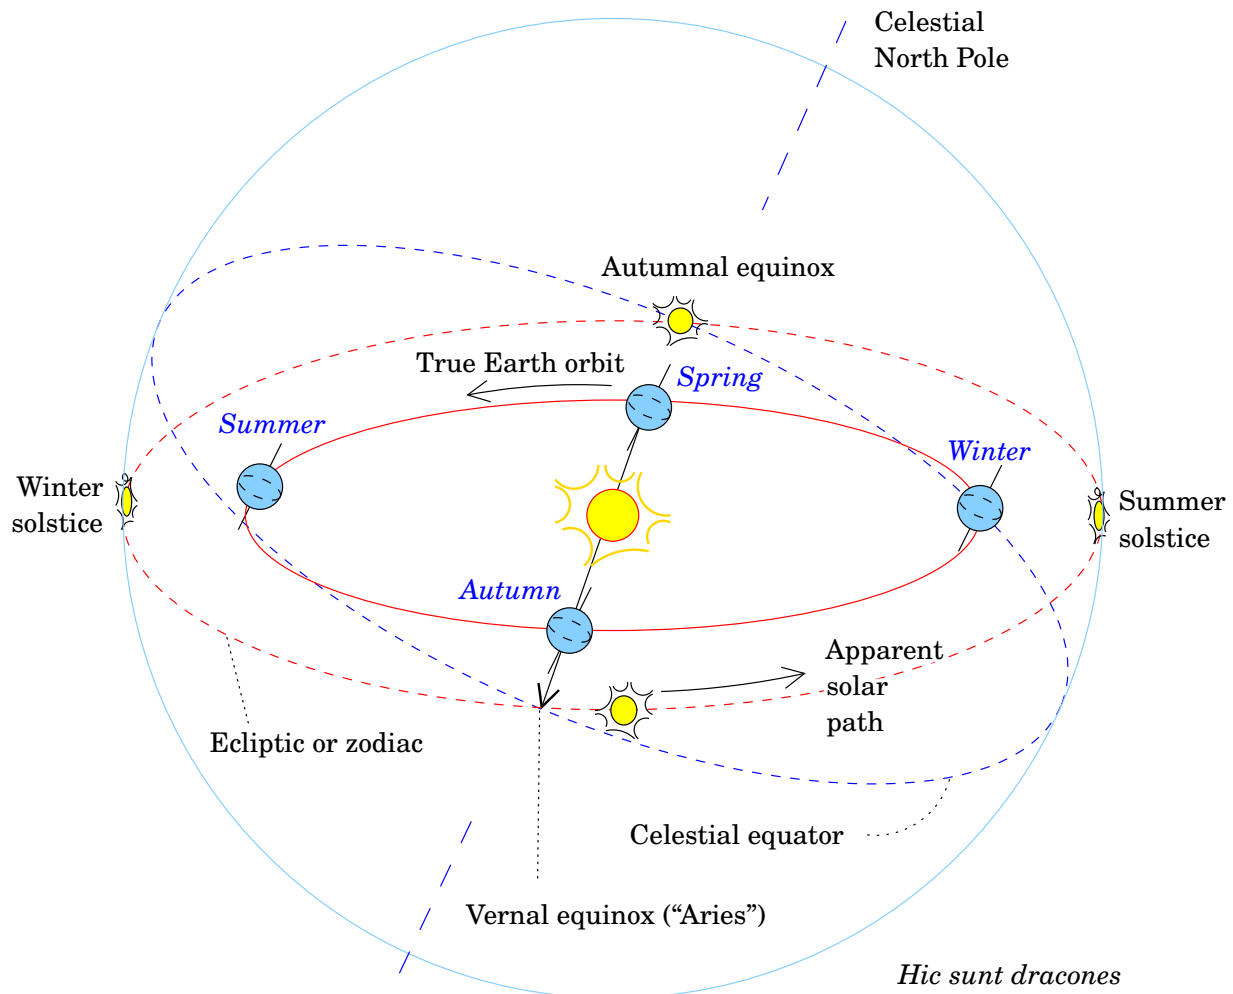 Celestial
North Pole
Autumnal equinox
True Earth orbit
Spring
Summer
Winter
Winter
solstice
Summer
solstice
Autumn
Apparent
solar
path
Ecliptic or zodiac
Celestial equator
Vernal equinox (“Aries”)
Hic sunt dracones